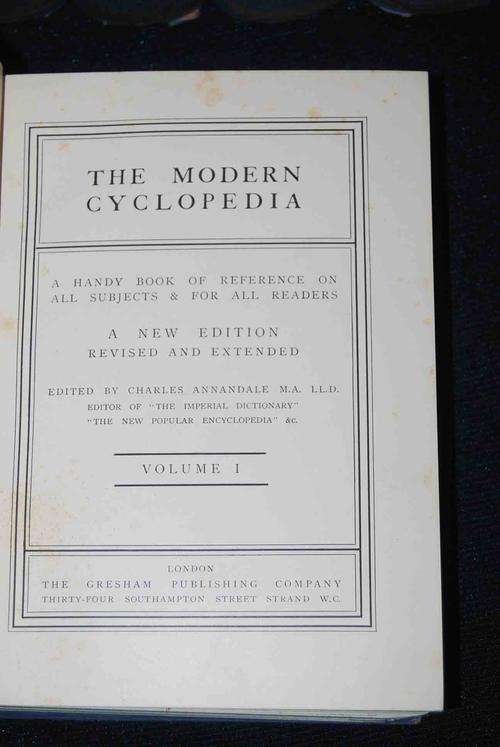 THE MODERN
CYCLOPEDIA
A HANDY BOOK OF REFERENCE ON
ALL SUBJECTS & FOR ALL READERS
A NEW EDITION
REVISED AND EXTENDED
EDITED BY CHARLES ANNANDALE M.A. LL.D.
EDITOR OF "THE IMPERIAL DICTIONARY"
"THE NEW POPULAR ENCYCLOPEDIA" &c.
VOLUME I
LONDON
THE GRESHAM PUBLISHING COMPANY
THIRTY-FOUR SOUTHAMPTON STREET STRAND W.C.